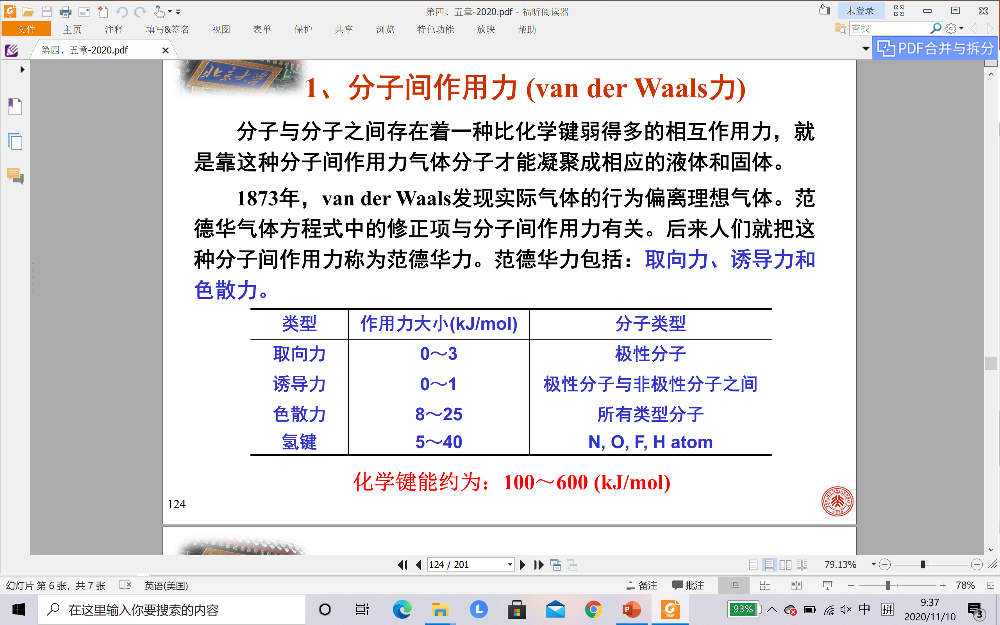 第四、五章-2020.pdf - 福昕阅读器
未登录
文件 主页 注释 填写&签名 视图 表单 保护 共享 浏览 特色功能 放映 帮助
查找
第四、五章-2020.pdf
PDF合并与拆分
北京大学
1、分子间作用力 (van der Waals力)
分子与分子之间存在着一种比化学键弱得多的相互作用力，就
是靠这种分子间作用力气体分子才能凝聚成相应的液体和固体。
1873年，van der Waals发现实际气体的行为偏离理想气体。范
德华气体方程式中的修正项与分子间作用力有关。后来人们就把这
种分子间作用力称为范德华力。范德华力包括：取向力、诱导力和
色散力。
类型 作用力大小(kJ/mol) 分子类型
取向力 0～3 极性分子
诱导力 0～1 极性分子与非极性分子之间
色散力 8～25 所有类型分子
氢键 5～40 N, O, F, H atom
化学键能约为：100～600 (kJ/mol)
124
PEKING UNIVERSITY
1898
124 / 201
79.13%
幻灯片 第 6 张，共 7 张 英语(美国)
备注 批注
78%
在这里输入你要搜索的内容
93%
中 拼
9:37
2020/11/10
3